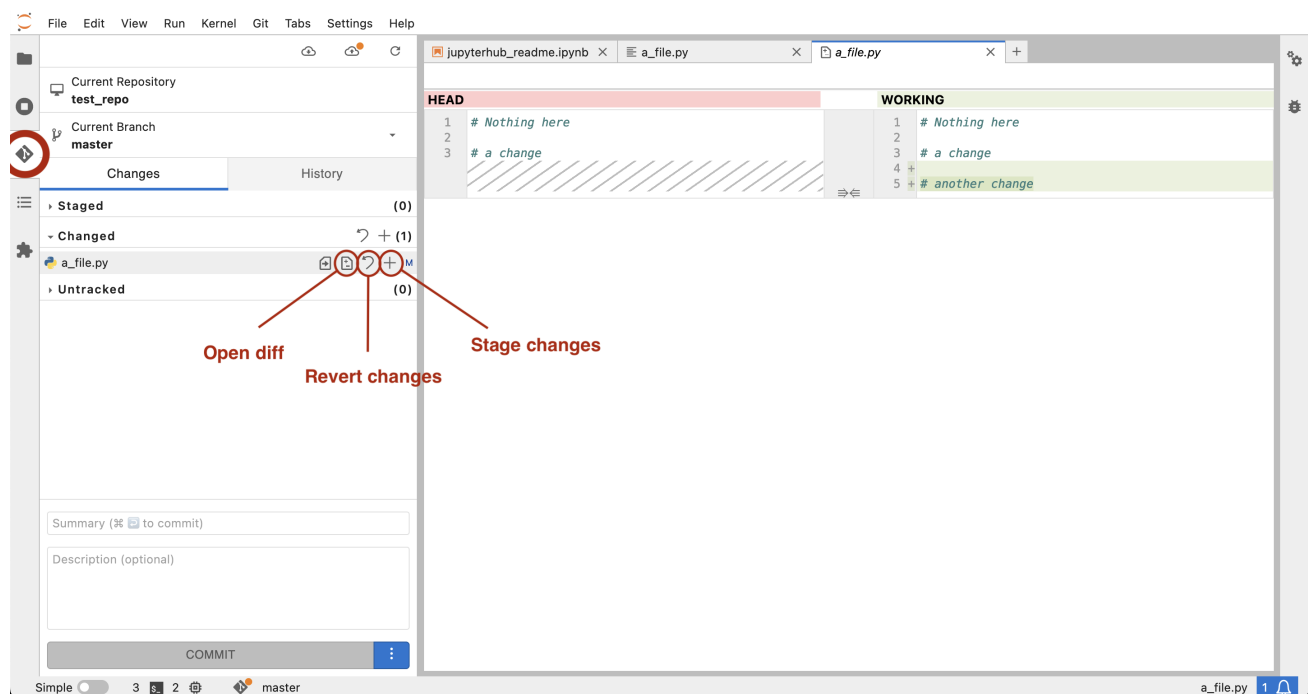 File Edit View Run Kernel Git Tabs Settings Help
jupyterhub_readme.ipynb a_file.py a_file.py
Current Repository
test_repo
Current Branch
master
Changes History
Staged (0)
Changed (1)
a_file.py M
Untracked (0)
Open diff
Revert changes
Stage changes
Summary (⌘ to commit)
Description (optional)
COMMIT
HEAD WORKING
1 # Nothing here 1 # Nothing here
2 2
3 # a change 3 # a change
4 +
5 + # another change
Simple 3 $_ 2 master a_file.py 1